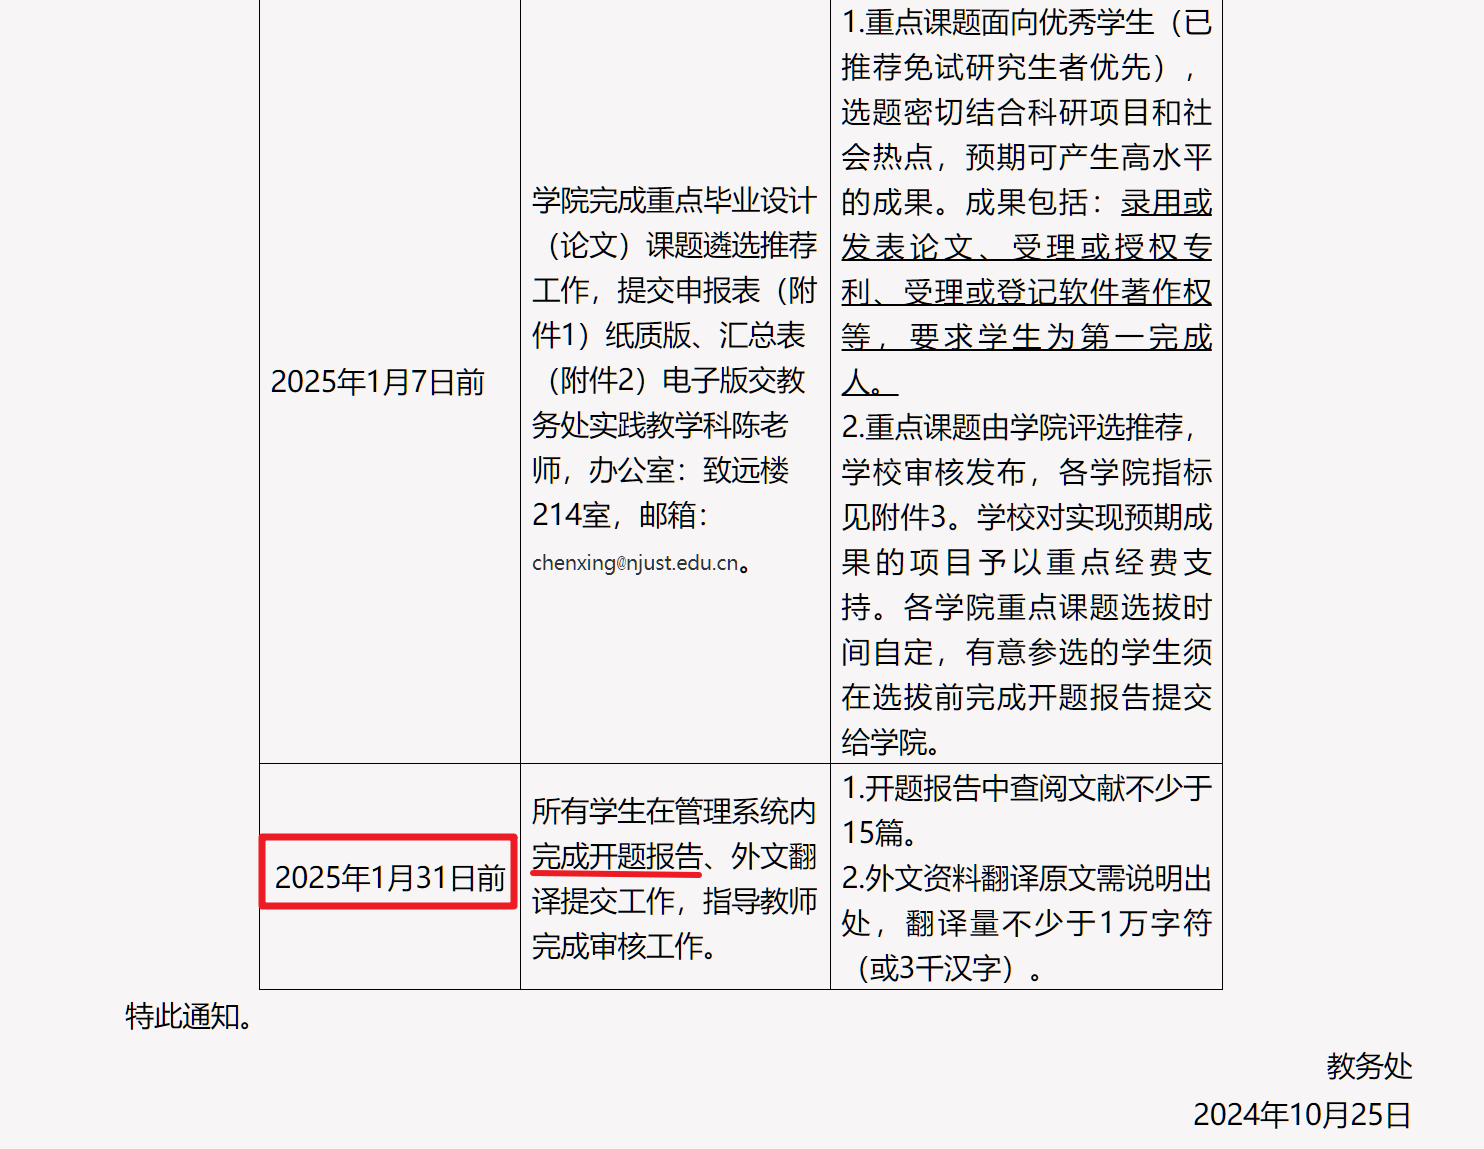 2025年1月7日前
学院完成重点毕业设计
（论文）课题遴选推荐
工作，提交申报表（附
件1）纸质版、汇总表
（附件2）电子版交教
务处实践教学科陈老
师，办公室：致远楼
214室，邮箱：
chenxing@njust.edu.cn。
1.重点课题面向优秀学生（已
推荐免试研究生者优先），
选题密切结合科研项目和社
会热点，预期可产生高水平
的成果。成果包括：录用或
发表论文、受理或授权专
利、受理或登记软件著作权
等，要求学生为第一完成
人。
2.重点课题由学院评选推荐，
学校审核发布，各学院指标
见附件3。学校对实现预期成
果的项目予以重点经费支
持。各学院重点课题选拔时
间自定，有意参选的学生须
在选拔前完成开题报告提交
给学院。
2025年1月31日前
所有学生在管理系统内
完成开题报告、外文翻
译提交工作，指导教师
完成审核工作。
1.开题报告中查阅文献不少于
15篇。
2.外文资料翻译原文需说明出
处，翻译量不少于1万字符
（或3千汉字）。
特此通知。
教务处
2024年10月25日